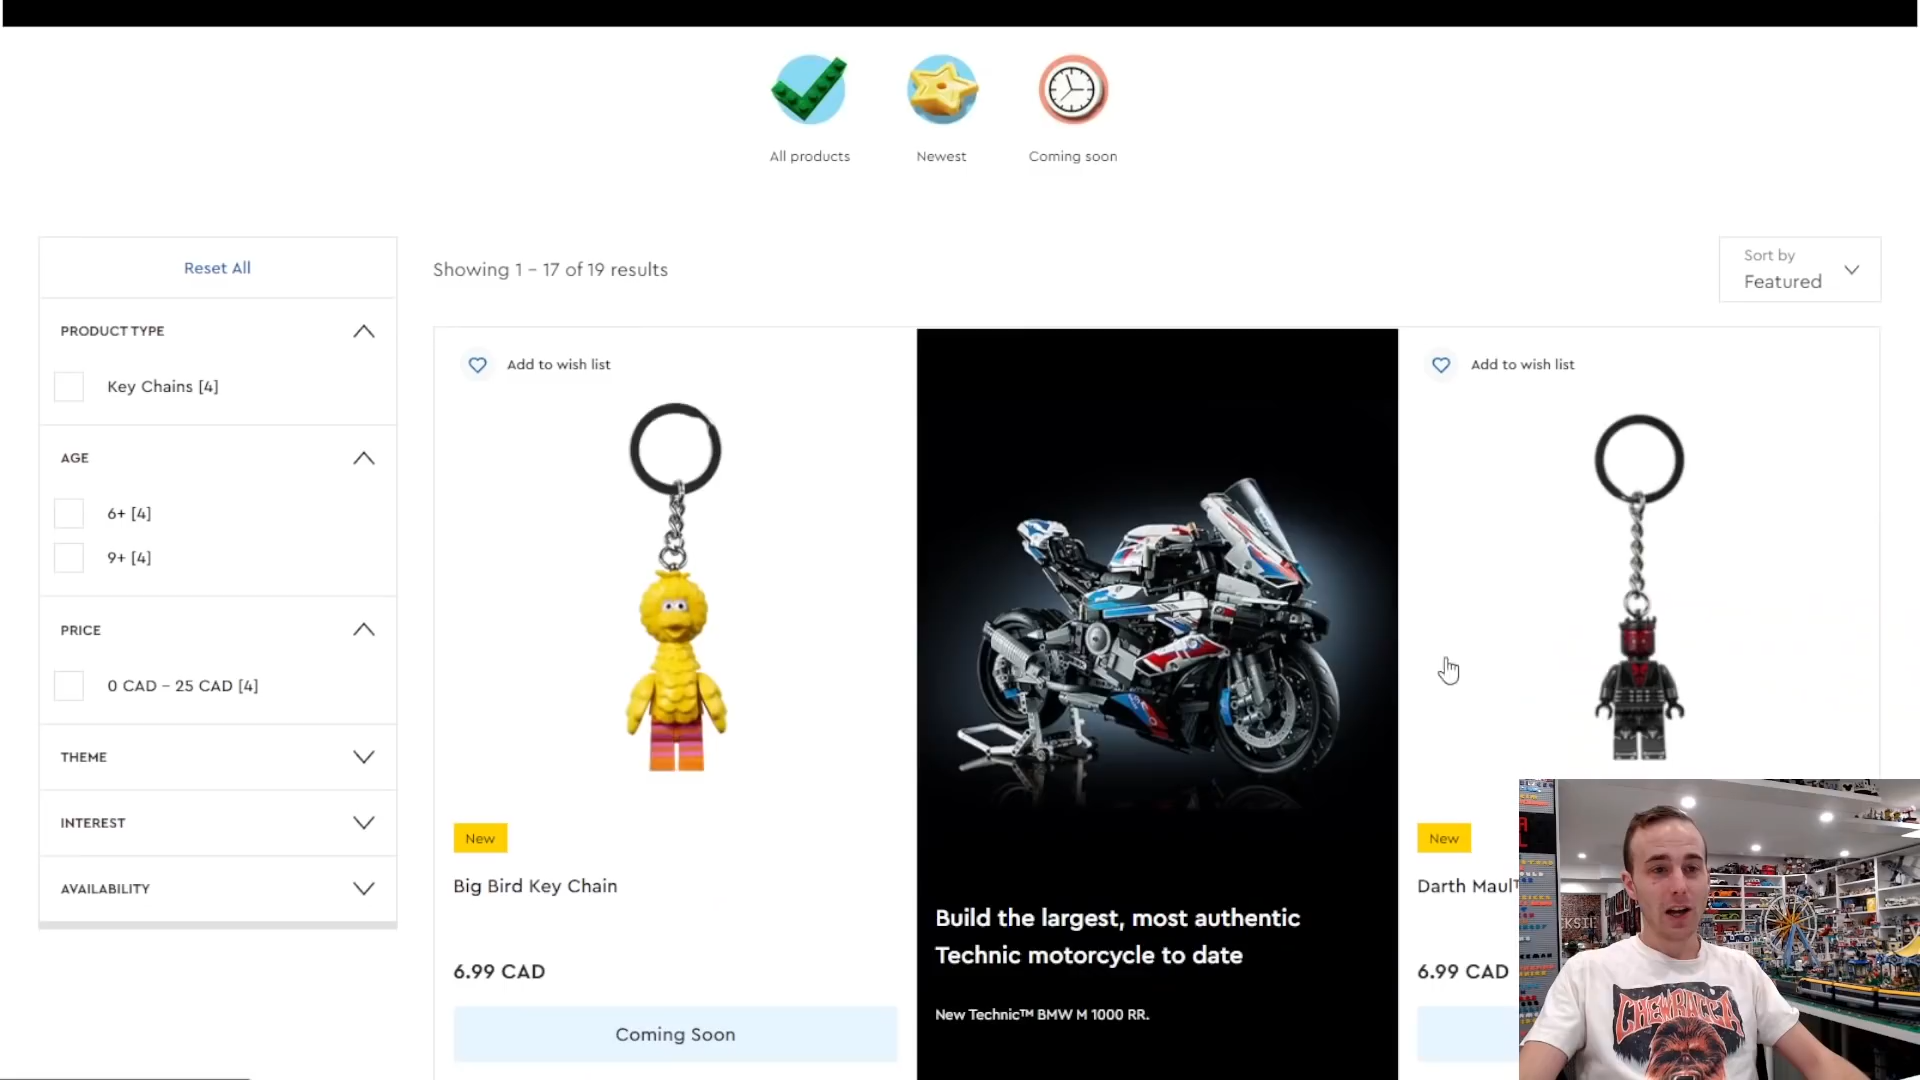 All products
Newest
Coming soon
Reset All
Showing 1 - 17 of 19 results
Sort by
Featured
PRODUCT TYPE
Key Chains [4]
AGE
6+ [4]
9+ [4]
PRICE
0 CAD - 25 CAD [4]
THEME
INTEREST
AVAILABILITY
Add to wish list
New
Big Bird Key Chain
6.99 CAD
Coming Soon
Build the largest, most authentic
Technic motorcycle to date
New Technic™ BMW M 1000 RR.
Add to wish list
New
Darth Maul
6.99 CAD
CHEWBACCA